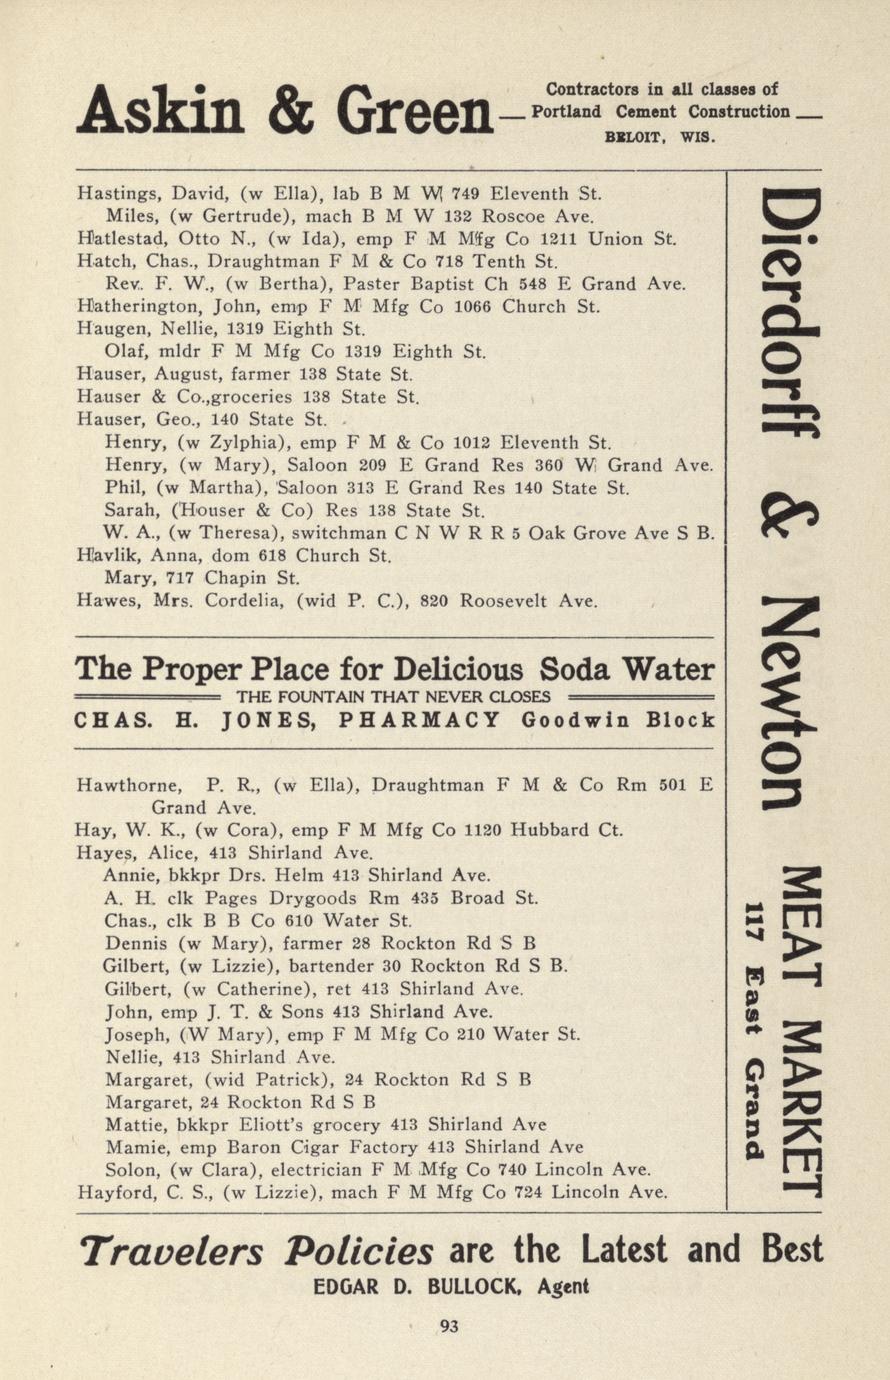 Askin & Green
Contractors in all classes of
Portland Cement Construction
BELOIT, WIS.
Hastings, David, (w Ella), lab B M W 749 Eleventh St.
Miles, (w Gertrude), mach B M W 132 Roscoe Ave.
Hatlestad, Otto N., (w Ida), emp F M Mfg Co 1211 Union St.
Hatch, Chas., Draughtman F M & Co 718 Tenth St.
Rev. F. W., (w Bertha), Paster Baptist Ch 548 E Grand Ave.
Hatherington, John, emp F M Mfg Co 1066 Church St.
Haugen, Nellie, 1319 Eighth St.
Olaf, mldr F M Mfg Co 1319 Eighth St.
Hauser, August, farmer 138 State St.
Hauser & Co.,groceries 138 State St.
Hauser, Geo., 140 State St.
Henry, (w Zylphia), emp F M & Co 1012 Eleventh St.
Henry, (w Mary), Saloon 209 E Grand Res 360 W Grand Ave.
Phil, (w Martha), Saloon 313 E Grand Res 140 State St.
Sarah, (Houser & Co) Res 138 State St.
W. A., (w Theresa), switchman C N W R R 5 Oak Grove Ave S B.
Havlik, Anna, dom 618 Church St.
Mary, 717 Chapin St.
Hawes, Mrs. Cordelia, (wid P. C.), 820 Roosevelt Ave.
The Proper Place for Delicious Soda Water
THE FOUNTAIN THAT NEVER CLOSES
CHAS. H. JONES, PHARMACY Goodwin Block
Hawthorne, P. R., (w Ella), Draughtman F M & Co Rm 501 E
Grand Ave.
Hay, W. K., (w Cora), emp F M Mfg Co 1120 Hubbard Ct.
Hayes, Alice, 413 Shirland Ave.
Annie, bkkpr Drs. Helm 413 Shirland Ave.
A. H. clk Pages Drygoods Rm 435 Broad St.
Chas., clk B B Co 610 Water St.
Dennis (w Mary), farmer 28 Rockton Rd S B
Gilbert, (w Lizzie), bartender 30 Rockton Rd S B.
Gilbert, (w Catherine), ret 413 Shirland Ave.
John, emp J. T. & Sons 413 Shirland Ave.
Joseph, (W Mary), emp F M Mfg Co 210 Water St.
Nellie, 413 Shirland Ave.
Margaret, (wid Patrick), 24 Rockton Rd S B
Margaret, 24 Rockton Rd S B
Mattie, bkkpr Eliott's grocery 413 Shirland Ave
Mamie, emp Baron Cigar Factory 413 Shirland Ave
Solon, (w Clara), electrician F M Mfg Co 740 Lincoln Ave.
Hayford, C. S., (w Lizzie), mach F M Mfg Co 724 Lincoln Ave.
Dierdorff & Newton
MEAT MARKET
117 East Grand
Travelers Policies are the Latest and Best
EDGAR D. BULLOCK, Agent
93